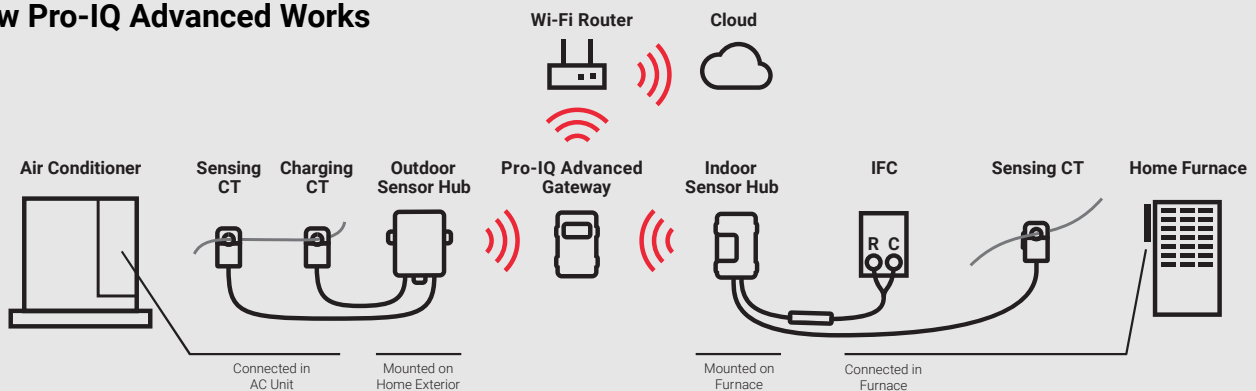 w Pro-IQ Advanced Works
Wi-Fi Router
Cloud
Air Conditioner
Sensing
CT
Charging
CT
Outdoor
Sensor Hub
Pro-IQ Advanced
Gateway
Indoor
Sensor Hub
IFC
Sensing CT
Home Furnace
R C
Connected in
AC Unit
Mounted on
Home Exterior
Mounted on
Furnace
Connected in
Furnace